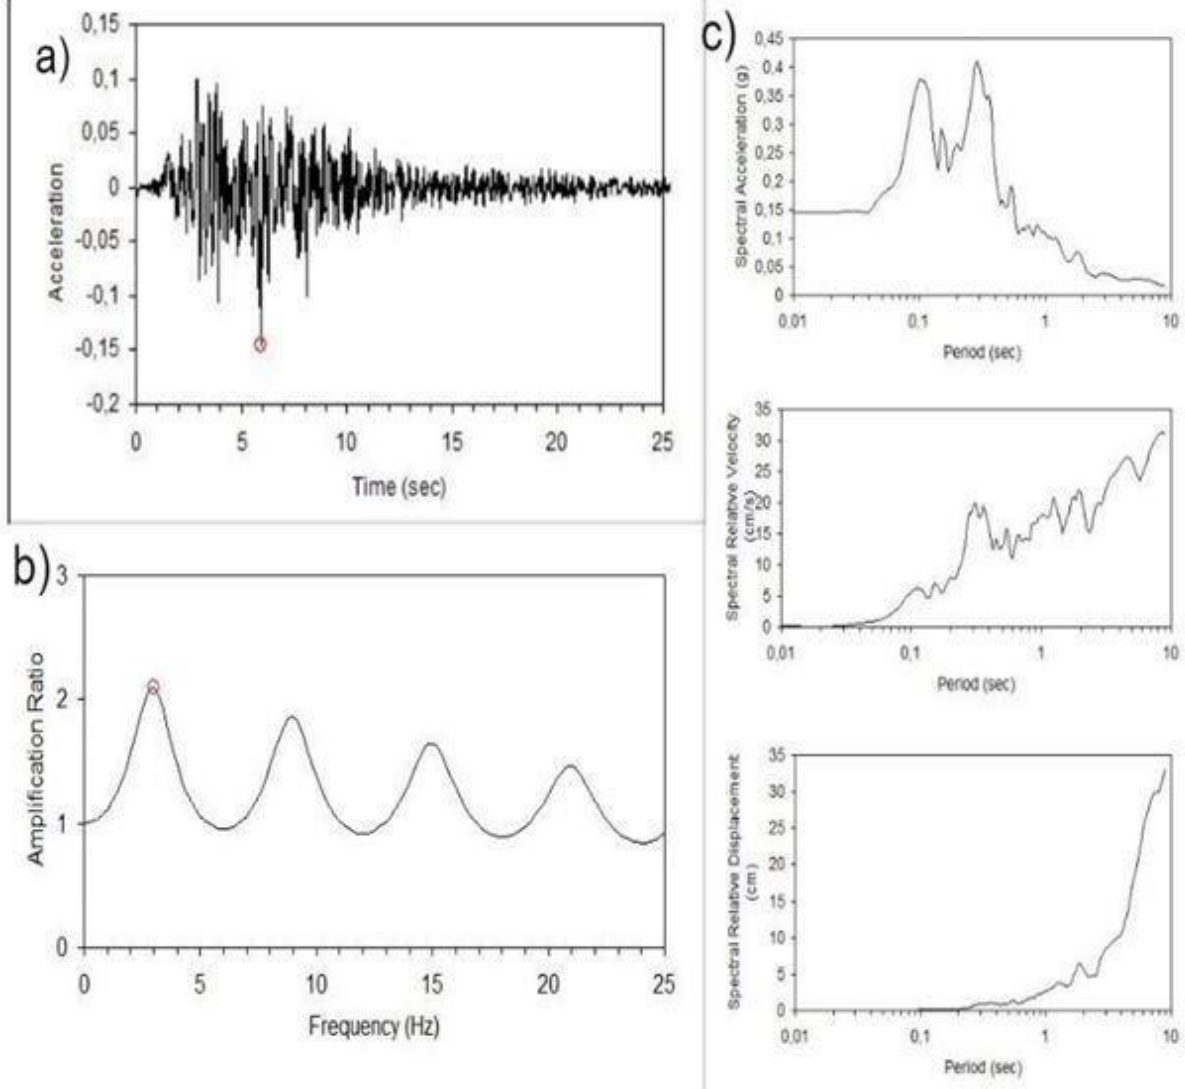 a)
0,15
0,1
0,05
0
-0,05
-0,1
-0,15
-0,2
Acceleration
0 5 10 15 20 25
Time (sec)
b)
3
2
1
0
Amplification Ratio
0 5 10 15 20 25
Frequency (Hz)
c)
0,45
0,4
0,35
0,3
0,25
0,2
0,15
0,1
0,05
0
Spectral Acceleration (g)
0,01 0,1 1 10
Period (sec)
35
30
25
20
15
10
5
0
Spectral Relative Velocity
(cm/s)
0,01 0,1 1 10
Period (sec)
35
30
25
20
15
10
5
0
Spectral Relative Displacement
(cm)
0,01 0,1 1 10
Period (sec)